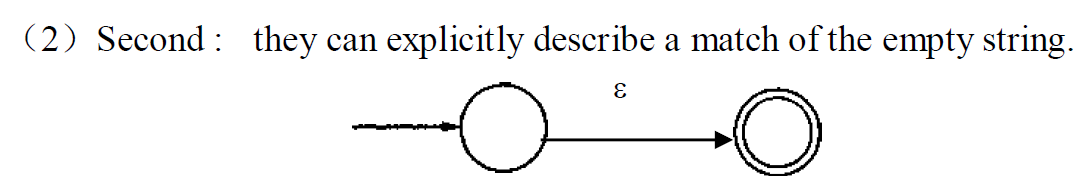 （2）Second : they can explicitly describe a match of the empty string.
ε